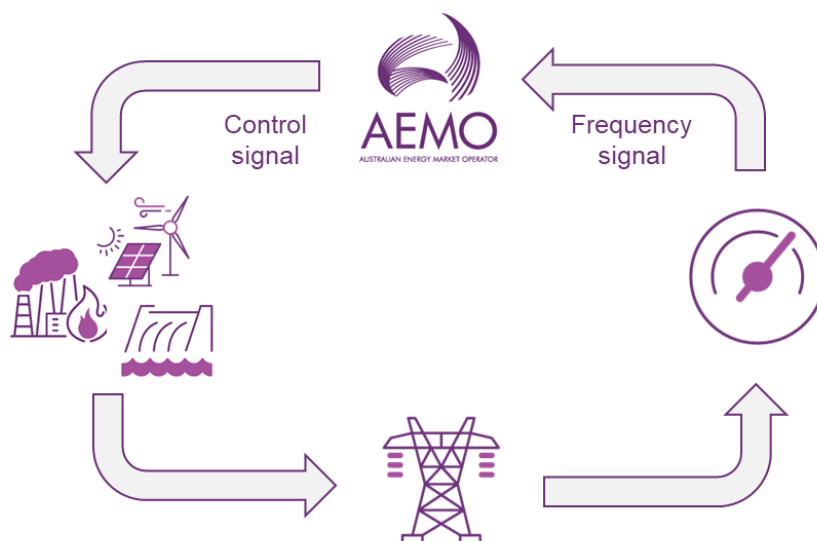 Control
signal
AEMO
AUSTRALIAN ENERGY MARKET OPERATOR
Frequency
signal